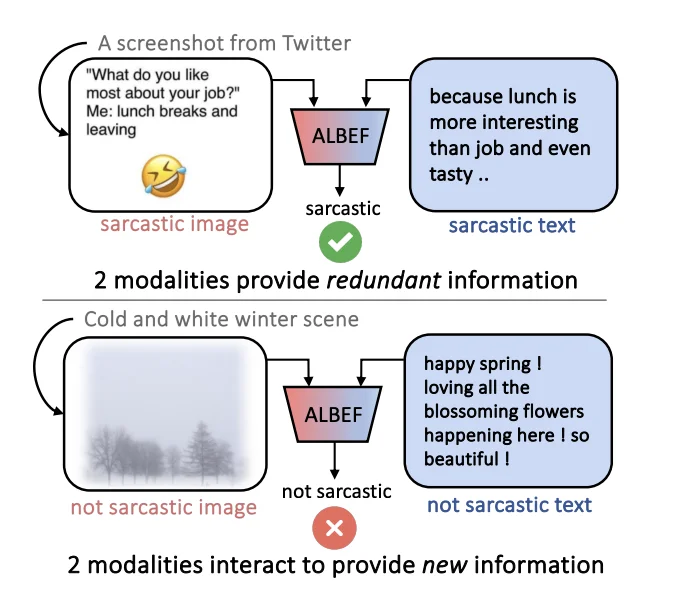 A screenshot from Twitter
"What do you like
most about your job?"
Me: lunch breaks and
leaving
ALBEF
because lunch is
more interesting
than job and even
tasty ..
sarcastic
sarcastic image
sarcastic text
2 modalities provide redundant information
Cold and white winter scene
ALBEF
happy spring !
loving all the
blossoming flowers
happening here ! so
beautiful !
not sarcastic
not sarcastic image
not sarcastic text
2 modalities interact to provide new information